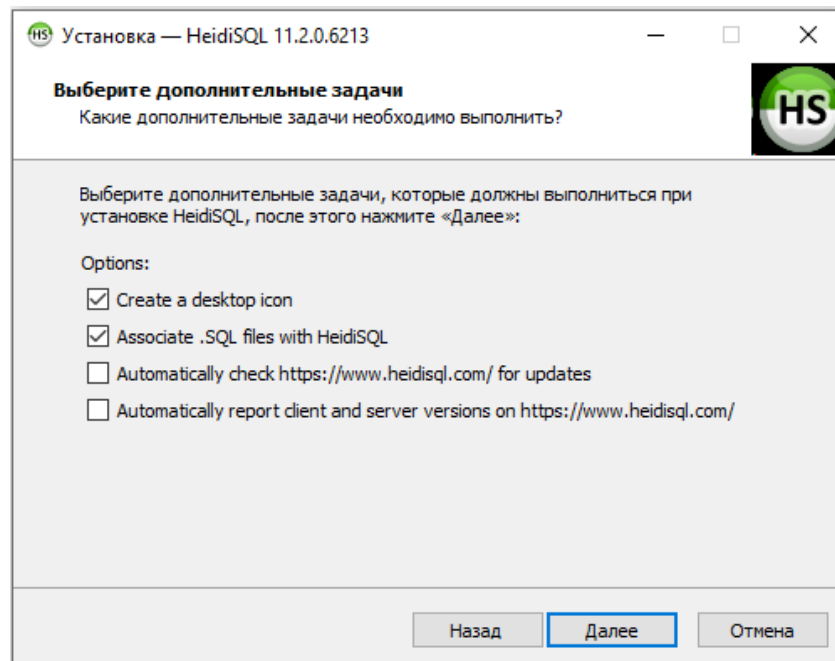 HS Установка — HeidiSQL 11.2.0.6213
Выберите дополнительные задачи
Какие дополнительные задачи необходимо выполнить?
HS
Выберите дополнительные задачи, которые должны выполниться при
установке HeidiSQL, после этого нажмите «Далее»:
Options:
Create a desktop icon
Associate .SQL files with HeidiSQL
Automatically check https://www.heidisql.com/ for updates
Automatically report client and server versions on https://www.heidisql.com/
Назад Далее Отмена